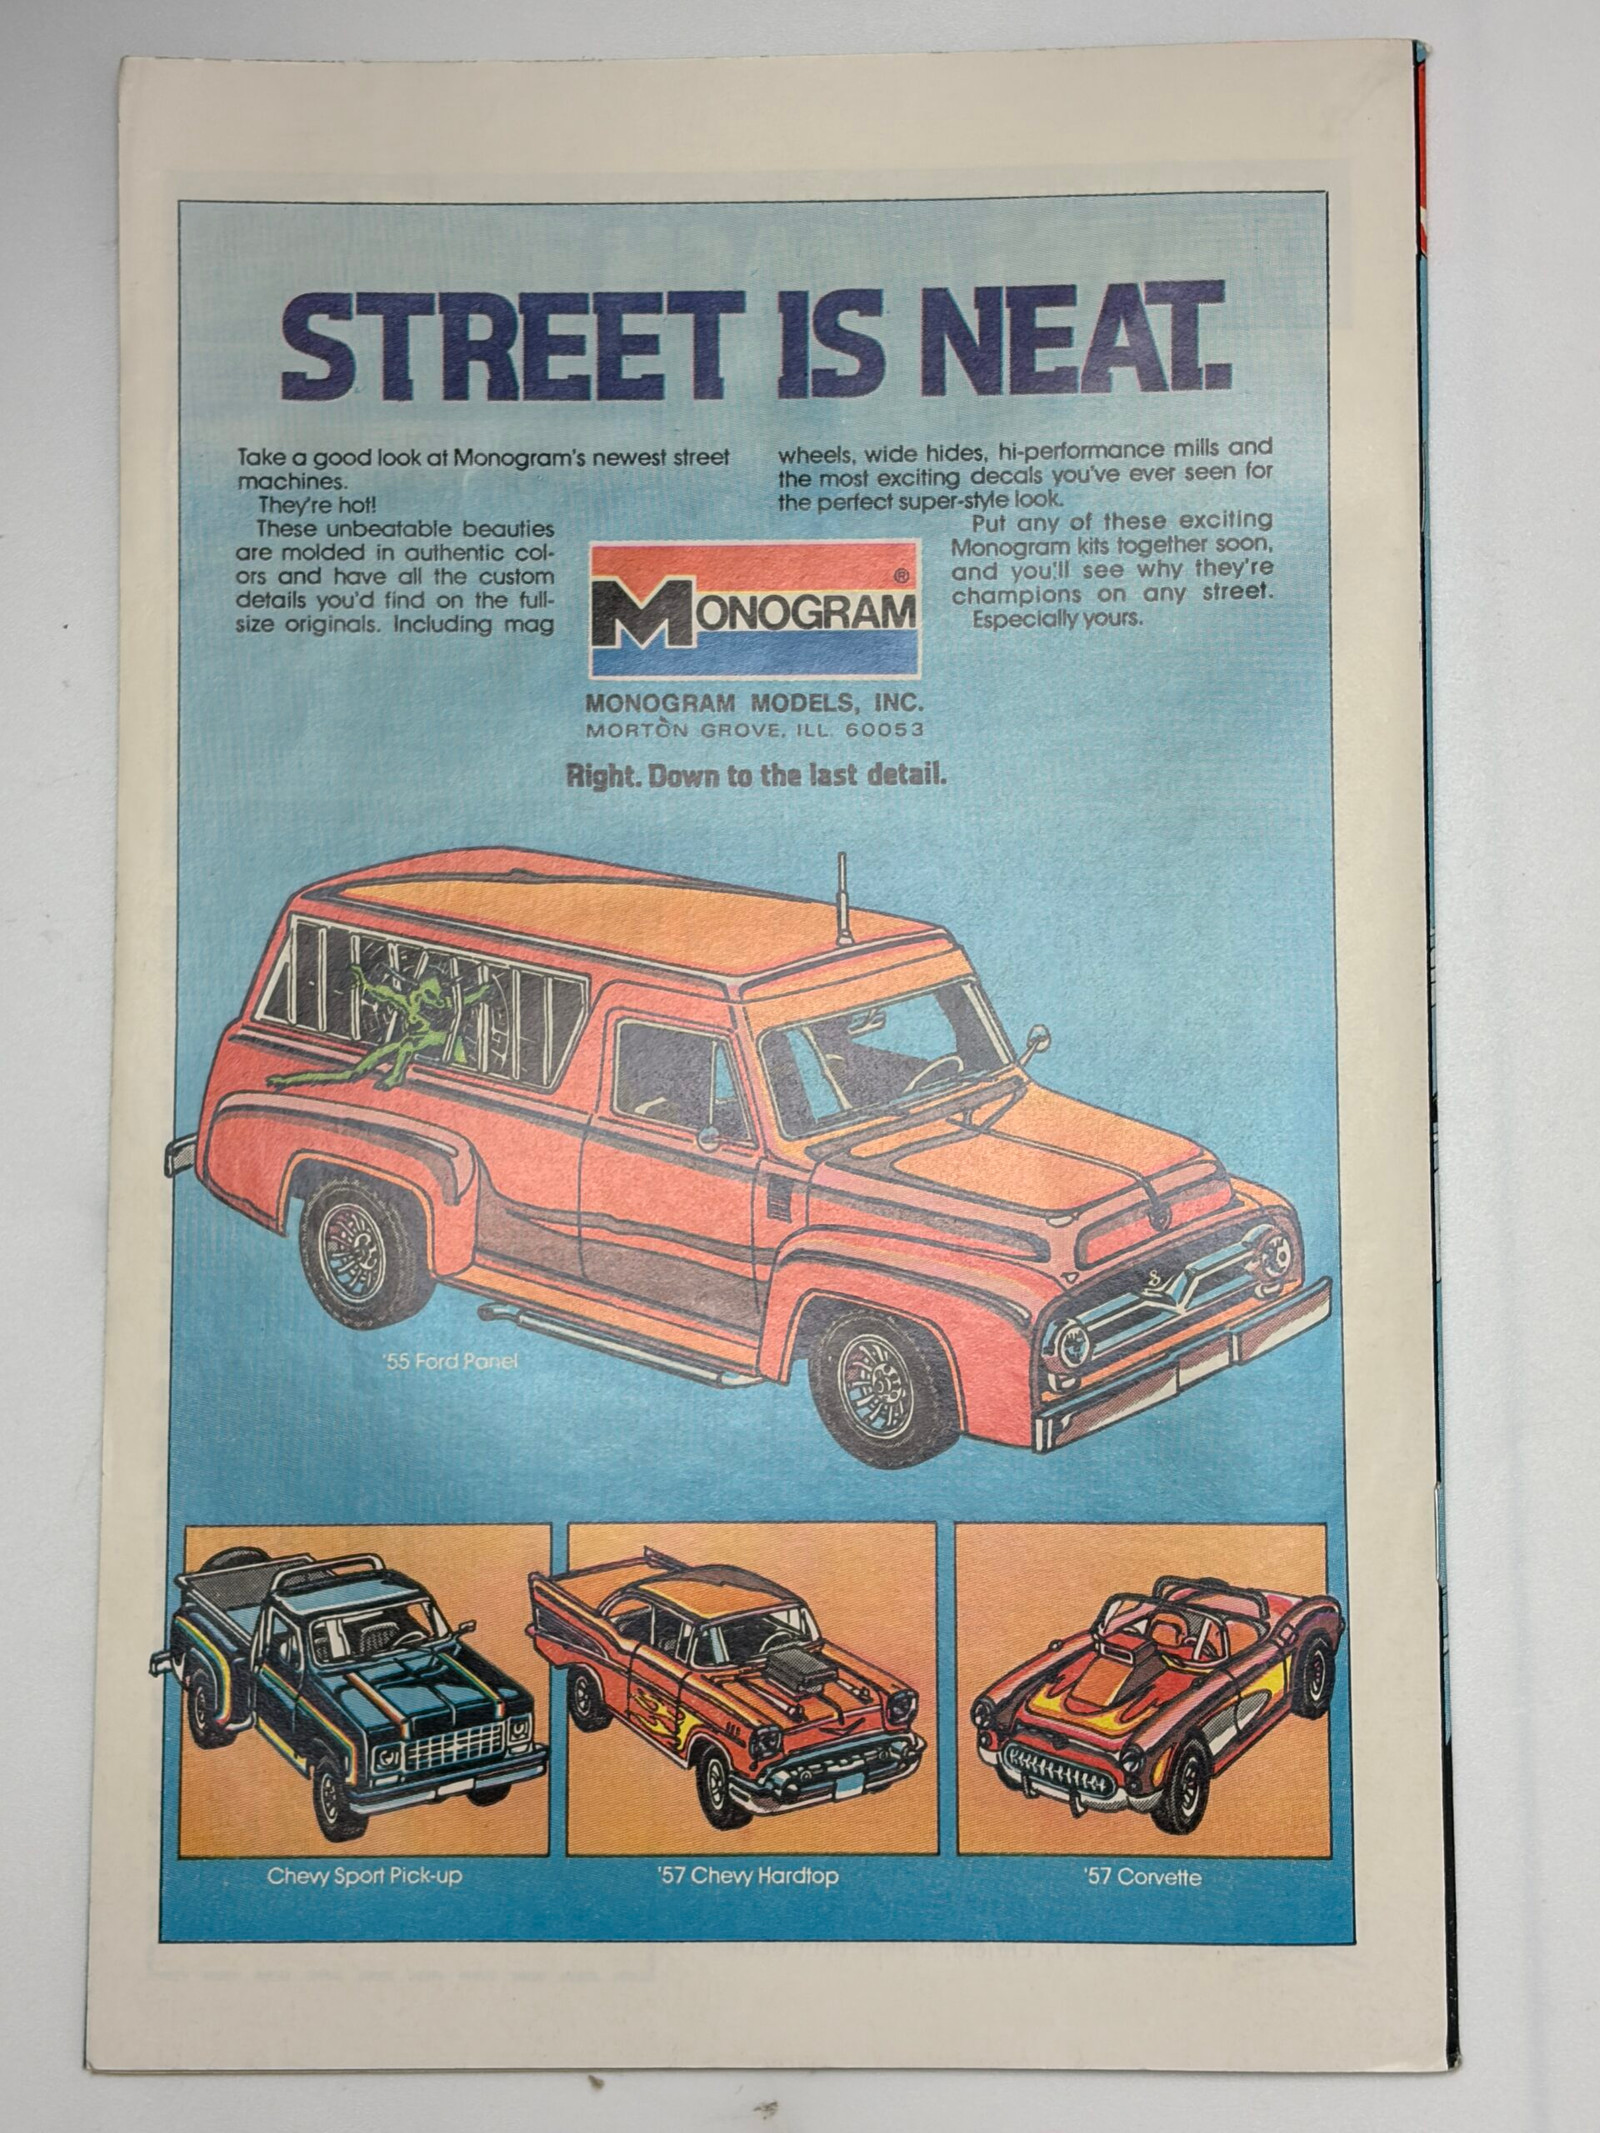 STREET IS NEAT.
Take a good look at Monogram's newest street
machines.
They're hot!
These unbeatable beauties
are molded in authentic col-
ors and have all the custom
details you'd find on the full-
size originals. Including mag
wheels, wide hides, hi-performance mills and
the most exciting decals you've ever seen for
the perfect super-style look.
Put any of these exciting
Monogram kits together soon,
and you'll see why they're
champions on any street.
Especially yours.
MONOGRAM ®
MONOGRAM MODELS, INC.
MORTON GROVE, ILL. 60053
Right. Down to the last detail.
'55 Ford Panel
Chevy Sport Pick-up
'57 Chevy Hardtop
'57 Corvette